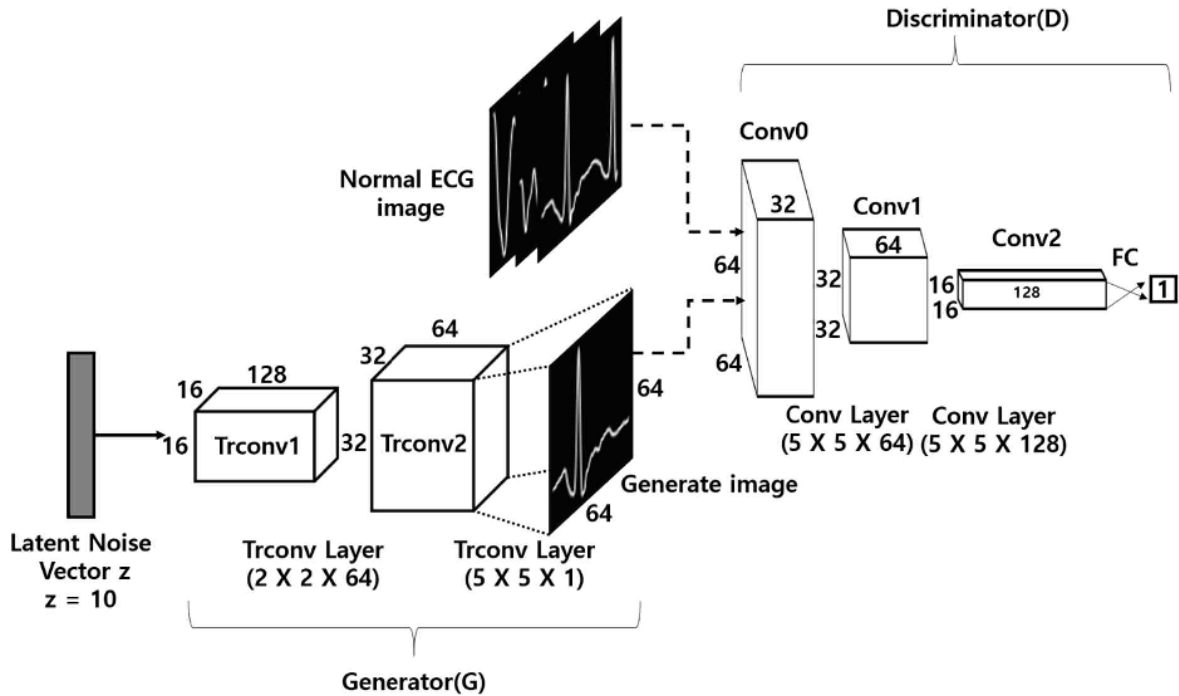 Discriminator(D)
Conv0
Normal ECG
image
32
Conv1
64
64
Conv2
FC
32
16
128
1
16
32
64
64
32
64
128
16
16
Trconv1
32
Trconv2
64
Generate image
64
Conv Layer
(5 X 5 X 64)
Conv Layer
(5 X 5 X 128)
Latent Noise
Vector z
z = 10
Trconv Layer
(2 X 2 X 64)
Trconv Layer
(5 X 5 X 1)
Generator(G)